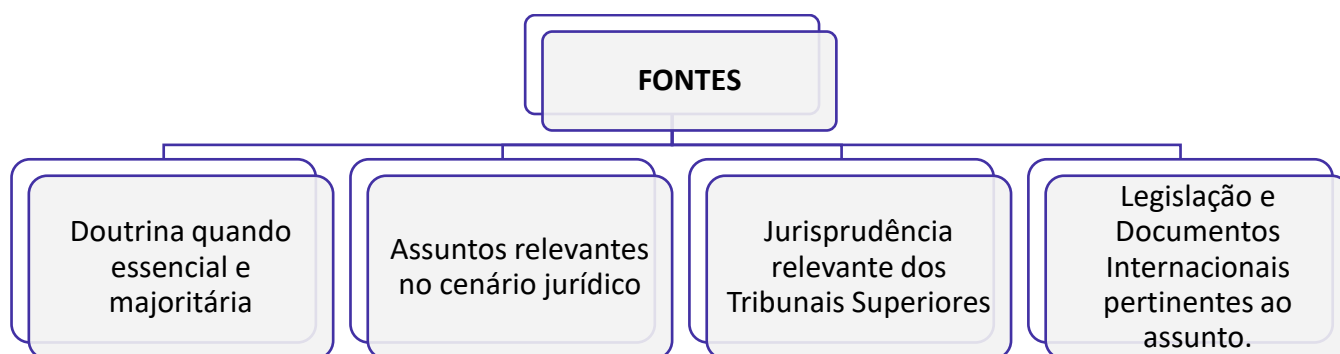 FONTES
Doutrina quando
essencial e
majoritária
Assuntos relevantes
no cenário jurídico
Jurisprudência
relevante dos
Tribunais Superiores
Legislação e
Documentos
Internacionais
pertinentes ao
assunto.